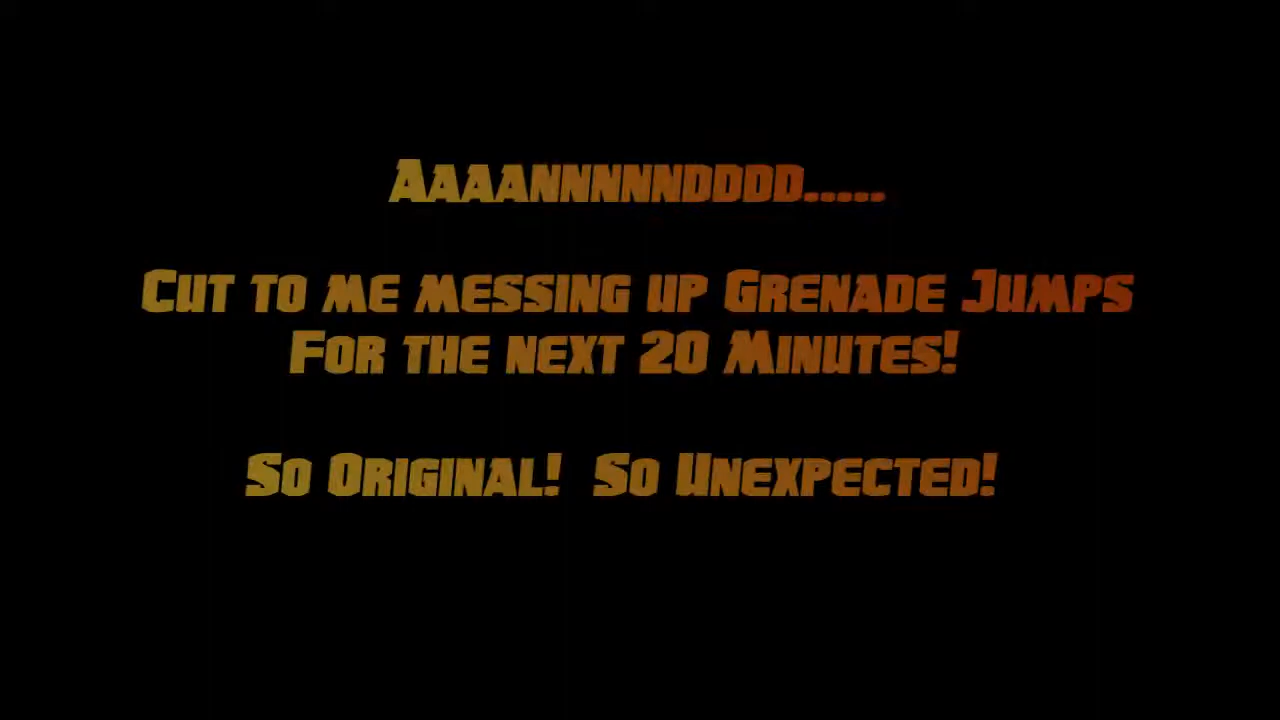 Aaaannnnndddd.....
Cut to me messing up Grenade Jumps
For the next 20 Minutes!
So Original!  So Unexpected!